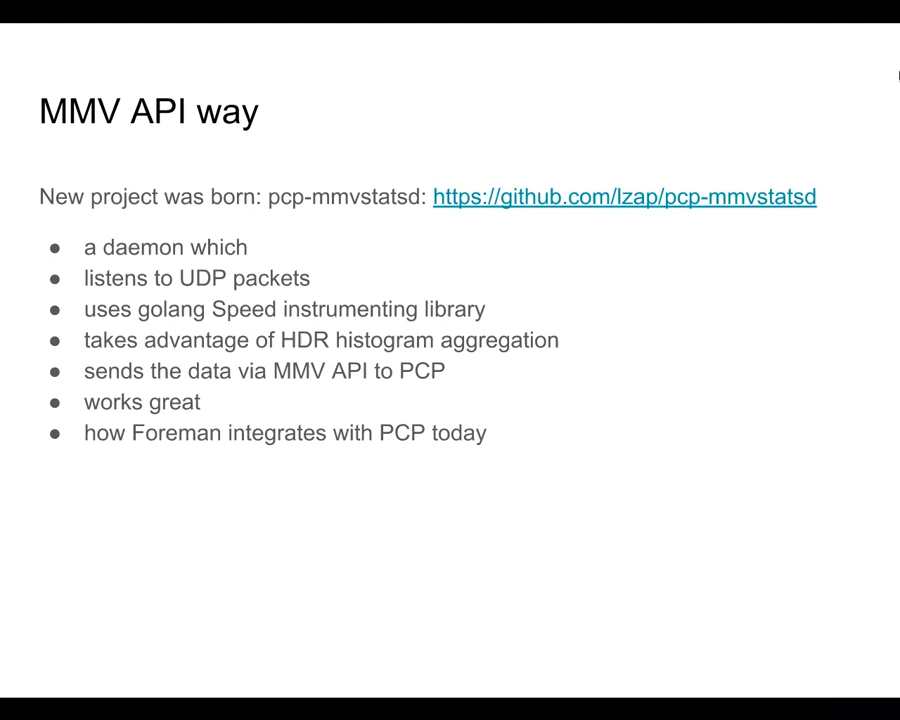 MMV API way
New project was born: pcp-mmvstatsd: https://github.com/lzap/pcp-mmvstatsd
● a daemon which
● listens to UDP packets
● uses golang Speed instrumenting library
● takes advantage of HDR histogram aggregation
● sends the data via MMV API to PCP
● works great
● how Foreman integrates with PCP today